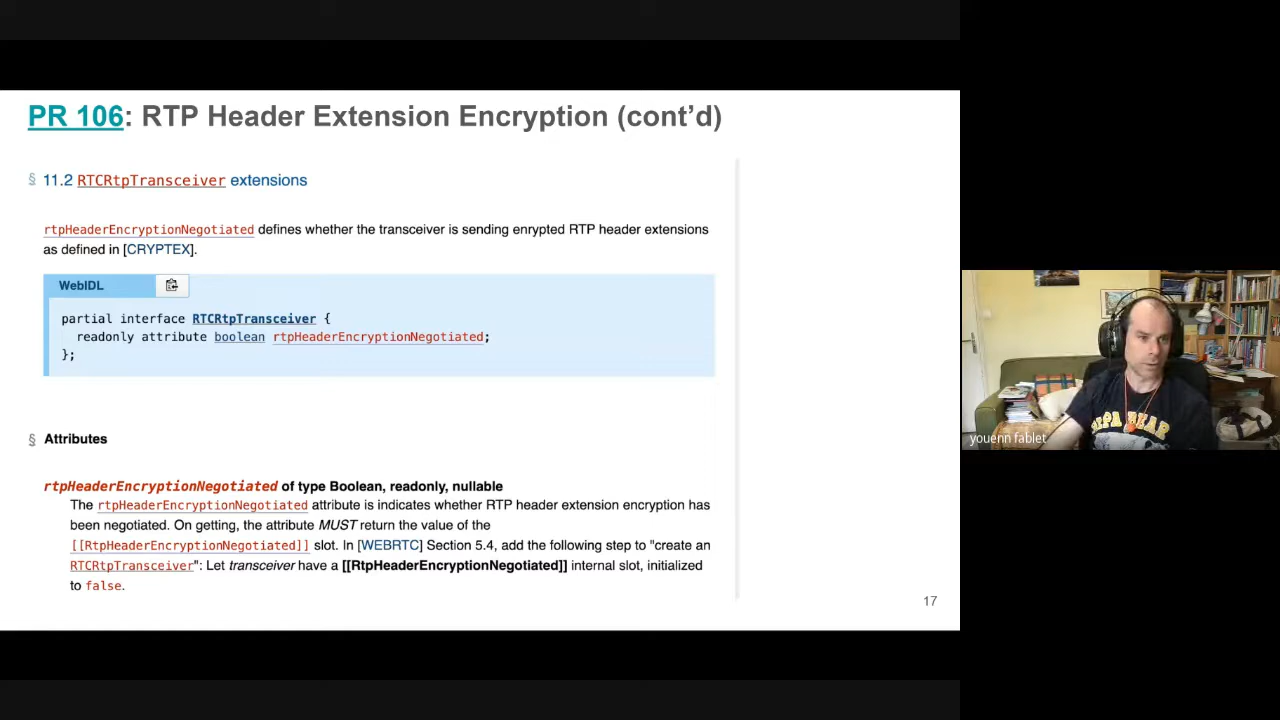 PR 106: RTP Header Extension Encryption (cont’d)
§ 11.2 RTCRtpTransceiver extensions
rtpHeaderEncryptionNegotiated defines whether the transceiver is sending enrypted RTP header extensions
as defined in [CRYPTEX].
WebIDL
partial interface RTCRtpTransceiver {
readonly attribute boolean rtpHeaderEncryptionNegotiated;
};
§ Attributes
rtpHeaderEncryptionNegotiated of type Boolean, readonly, nullable
The rtpHeaderEncryptionNegotiated attribute is indicates whether RTP header extension encryption has
been negotiated. On getting, the attribute MUST return the value of the
[[RtpHeaderEncryptionNegotiated]] slot. In [WEBRTC] Section 5.4, add the following step to "create an
RTCRtpTransceiver": Let transceiver have a [[RtpHeaderEncryptionNegotiated]] internal slot, initialized
to false.
17
youenn fablet